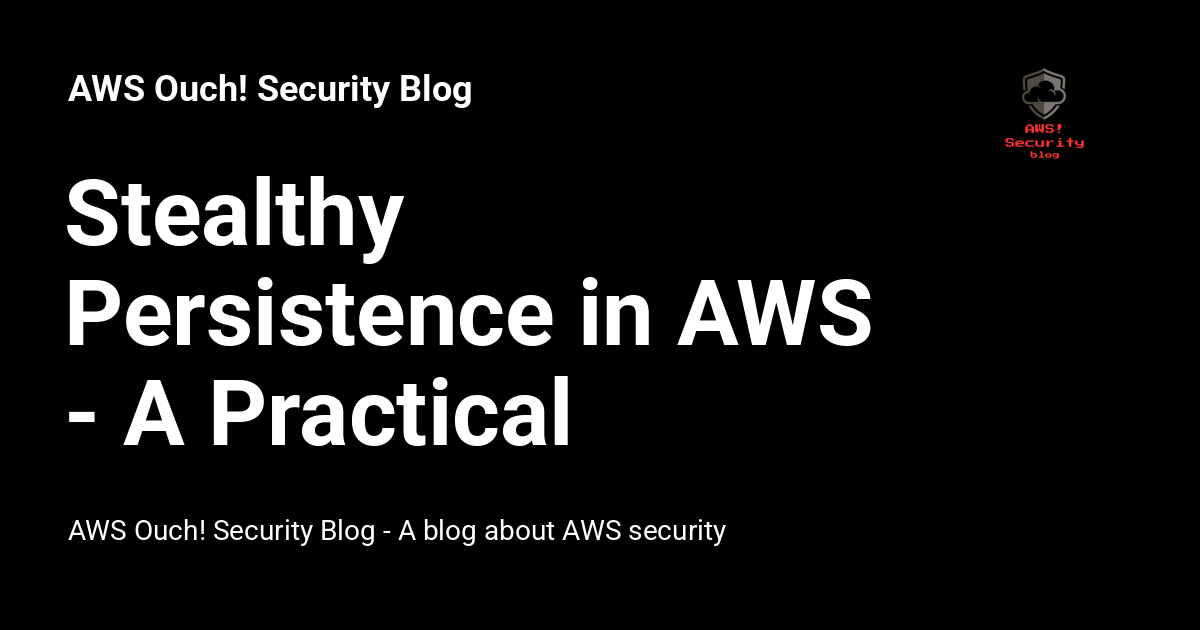 AWS Ouch! Security Blog
AWS!
Security
blog
Stealthy
Persistence in AWS
- A Practical
AWS Ouch! Security Blog - A blog about AWS security